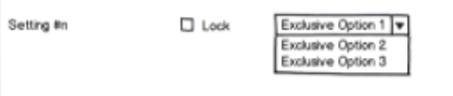 Setting #n Lock Exclusive Option 1
Exclusive Option 2
Exclusive Option 3